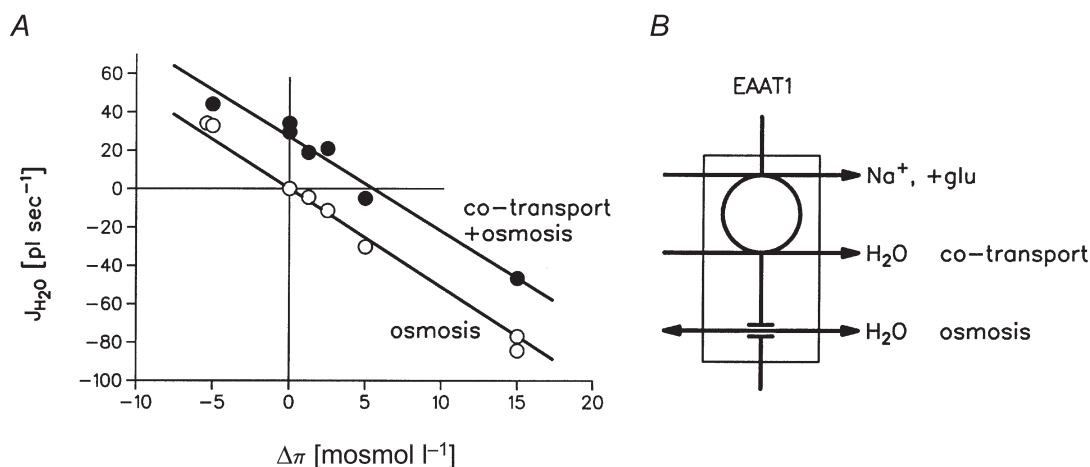 A
J_H₂O [pl sec⁻¹]
60
40
20
0
−20
−40
−60
−80
−100
−10
−5
0
5
10
15
20
co−transport
+osmosis
osmosis
Δπ [mosmol l⁻¹]
B
EAAT1
Na⁺, +glu
H₂O co−transport
H₂O osmosis